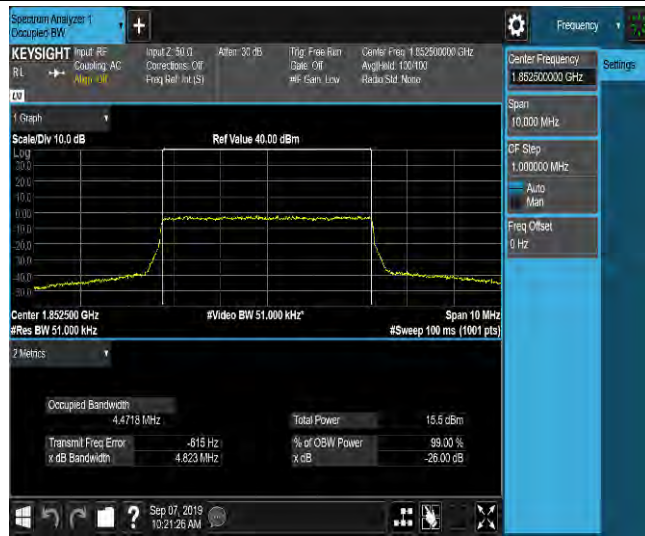 Spectrum Analyzer 1
Occupied BW
+
Frequency
KEYSIGHT
RL
Input: RF
Coupling: AC
Align: Off
Input Z: 50 Ω
Corrections: Off
Freq Ref: Int (S)
Atten: 30 dB
Trig: Free Run
Gate: Off
#IF Gain: Low
Center Freq: 1.852500000 GHz
Avg|Hold: 100/100
Radio Std: None
Center Frequency
1.852500000 GHz
Settings
Span
10.000 MHz
CF Step
1.000000 MHz
Auto
Man
Freq Offset
0 Hz
1 Graph
Scale/Div 10.0 dB
Ref Value 40.00 dBm
Log
30.0
20.0
10.0
0.00
-10.0
-20.0
-30.0
-40.0
-50.0
Center 1.852500 GHz
#Video BW 51.000 kHz*
Span 10 MHz
#Res BW 51.000 kHz
#Sweep 100 ms (1001 pts)
2 Metrics
Occupied Bandwidth
4.4718 MHz
Total Power
15.5 dBm
Transmit Freq Error
-615 Hz
% of OBW Power
99.00 %
x dB Bandwidth
4.823 MHz
x dB
-26.00 dB
?
Sep 07, 2019
10:21:26 AM